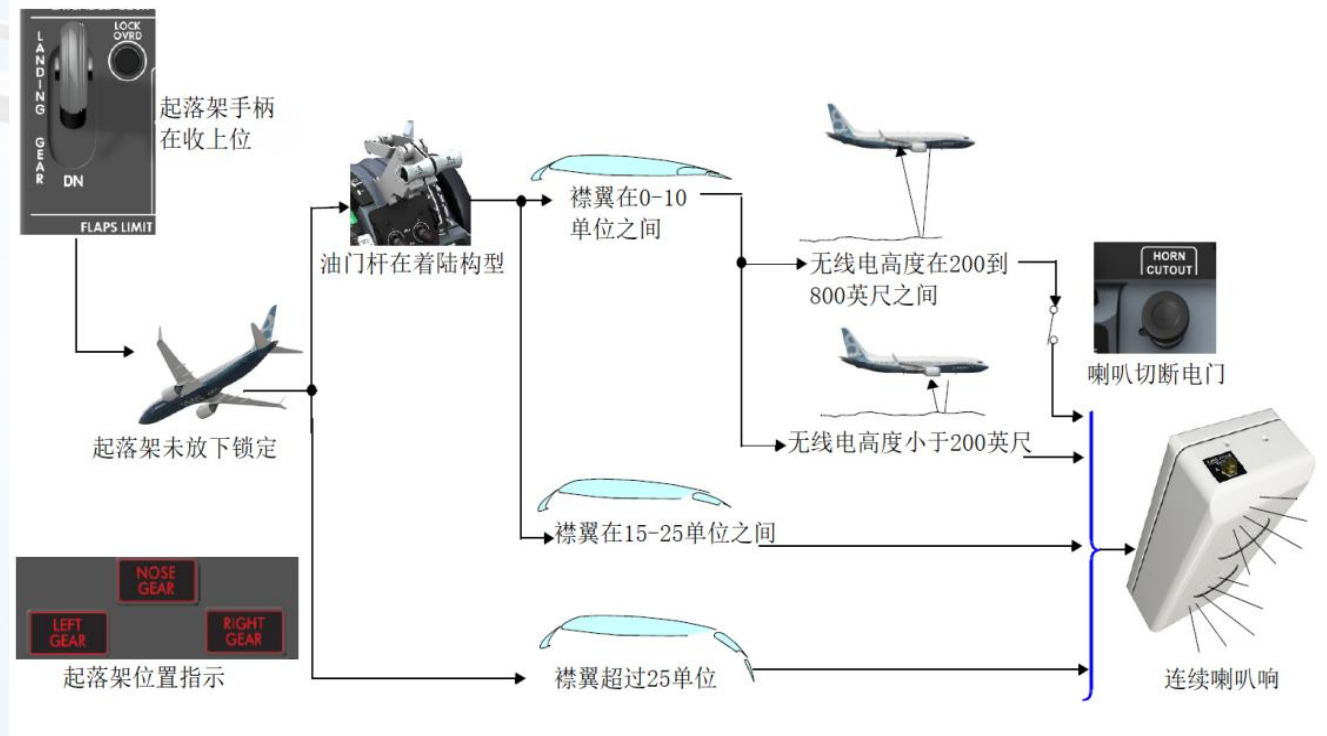 LOCK
OVRD
LANDING GEAR
DN
FLAPS LIMIT
起落架手柄
在收上位
油门杆在着陆构型
襟翼在0-10
单位之间
无线电高度在200到
800英尺之间
HORN
CUTOUT
喇叭切断电门
起落架未放下锁定
无线电高度小于200英尺
襟翼在15-25单位之间
NOSE
GEAR
LEFT
GEAR
RIGHT
GEAR
起落架位置指示
襟翼超过25单位
连续喇叭响